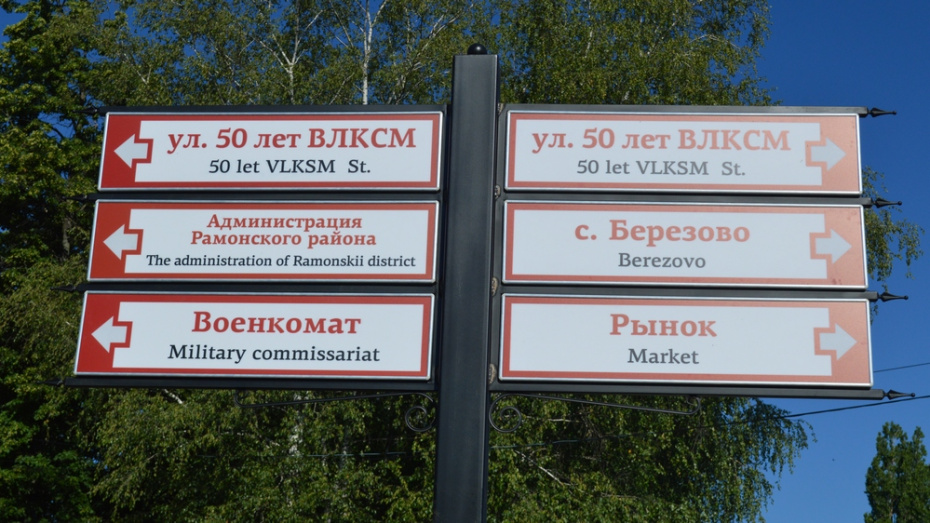 ул. 50 лет ВЛКСМ
50 let VLKSM St.
Администрация
Рамонского района
The administration of Ramonskii district
Военкомат
Military commissariat
ул. 50 лет ВЛКСМ
50 let VLKSM St.
с. Березово
Berezovo
Рынок
Market